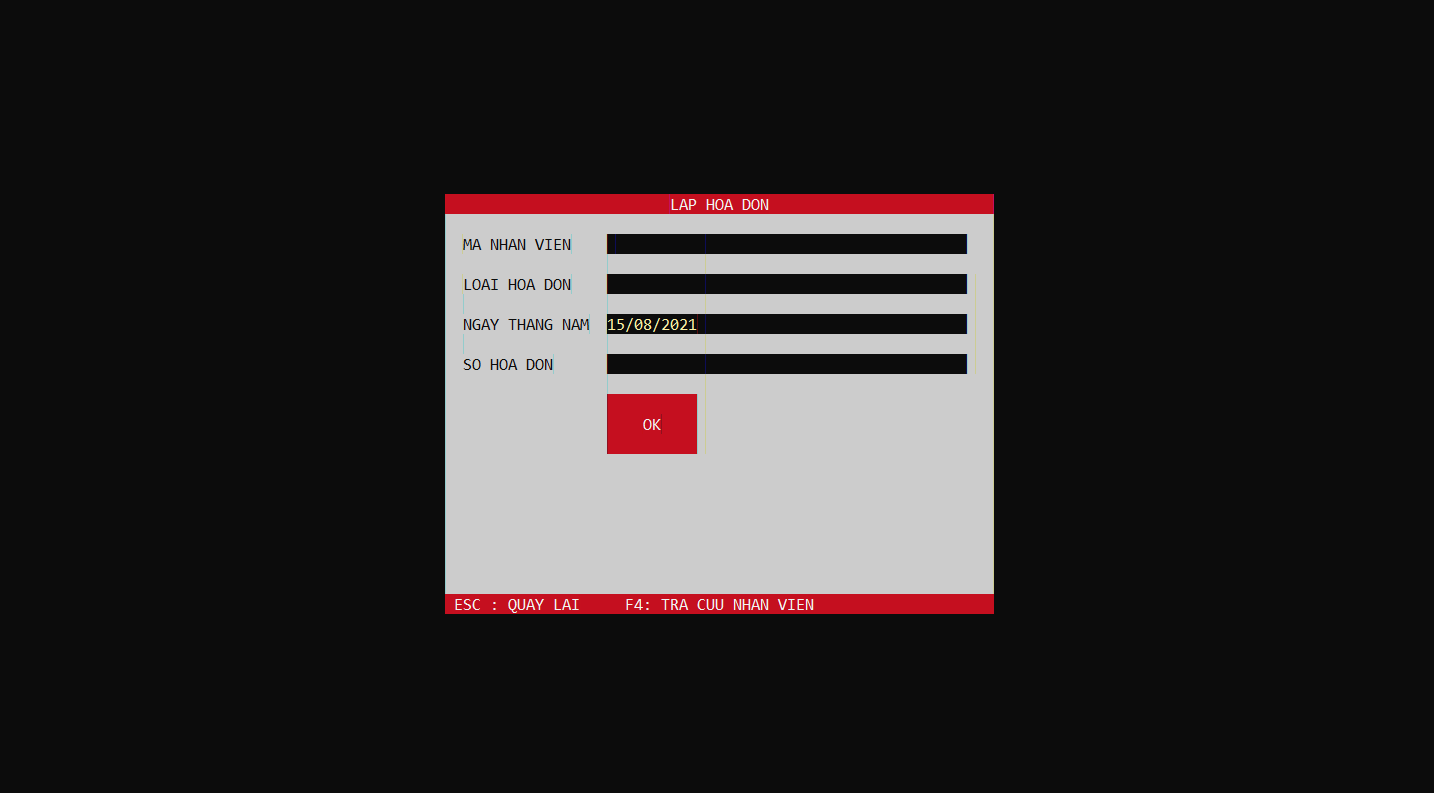 LAP HOA DON
MA NHAN VIEN
LOAI HOA DON
NGAY THANG NAM 15/08/2021
SO HOA DON
OK
ESC : QUAY LAI F4: TRA CUU NHAN VIEN